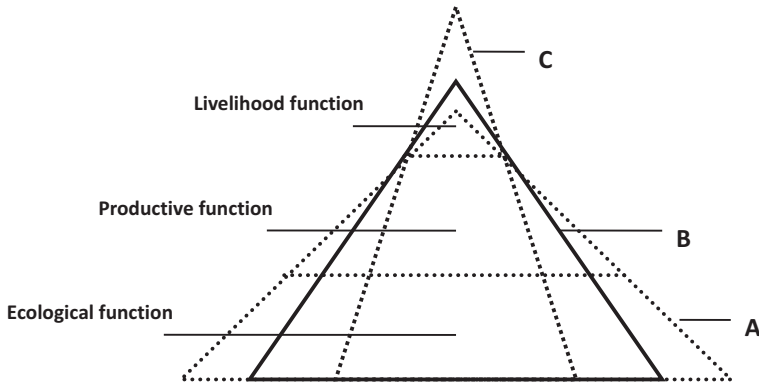 C
Livelihood function
Productive function
B
Ecological function
A